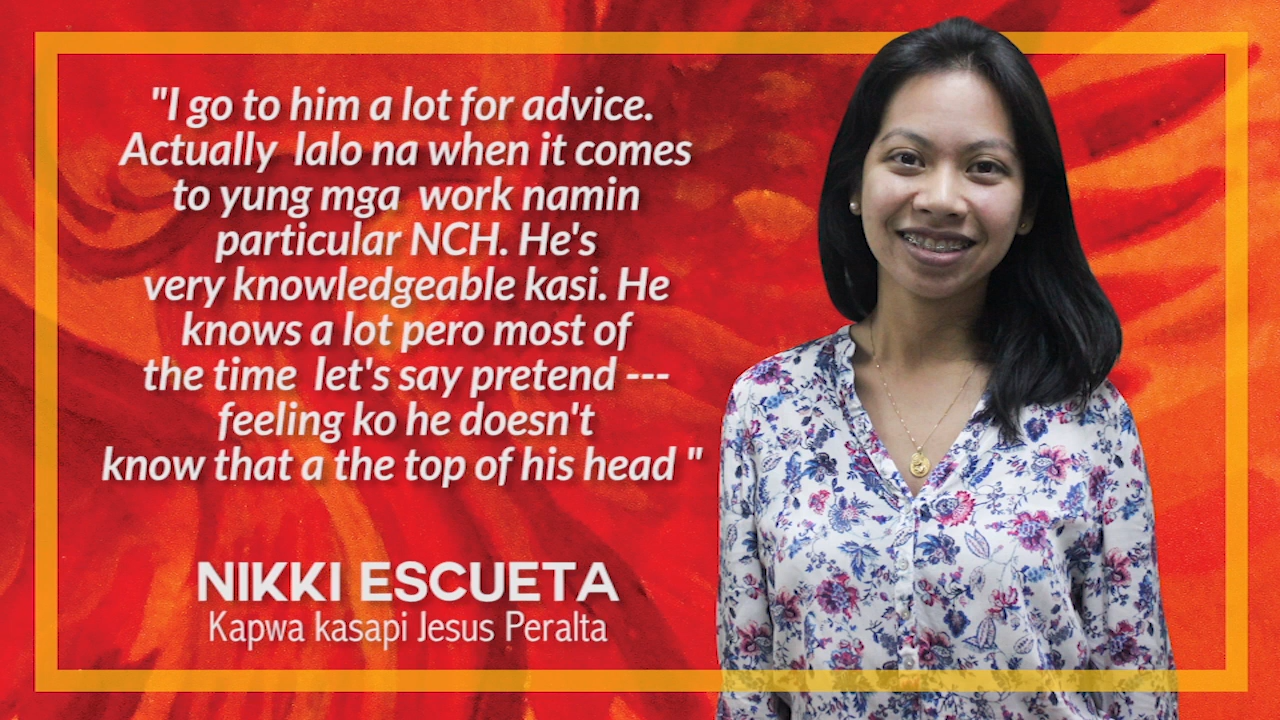 "I go to him a lot for advice.
Actually lalo na when it comes
to yung mga work namin
particular NCH. He's
very knowledgeable kasi. He
knows a lot pero most of
the time let's say pretend ---
feeling ko he doesn't
know that a the top of his head "
NIKKI ESCUETA
Kapwa kasapi Jesus Peralta